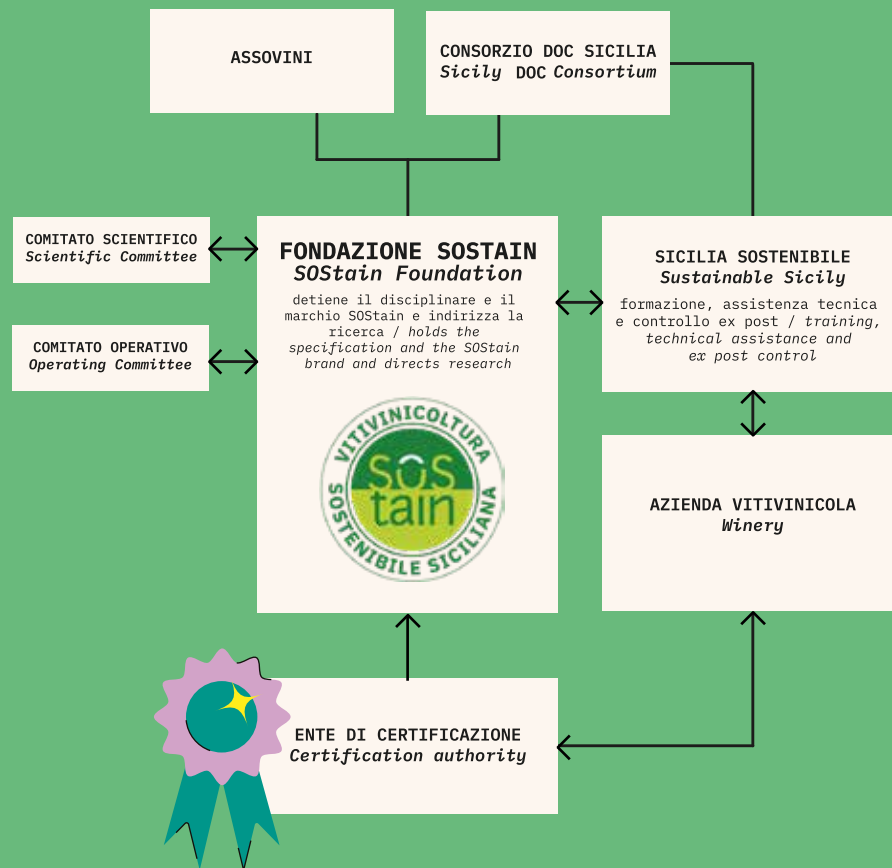 ASSOVINI
CONSORZIO DOC SICILIA
Sicily DOC Consortium
COMITATO SCIENTIFICO
Scientific Committee
COMITATO OPERATIVO
Operating Committee
FONDAZIONE SOSTAIN
SOStain Foundation
detiene il disciplinare e il
marchio SOStain e indirizza la
ricerca / holds the
specification and the SOStain
brand and directs research
VITIVINICOLTURA
SOStain
SOSTENIBILE SICILIANA
SICILIA SOSTENIBILE
Sustainable Sicily
formazione, assistenza tecnica
e controllo ex post / training,
technical assistance and
ex post control
AZIENDA VITIVINICOLA
Winery
ENTE DI CERTIFICAZIONE
Certification authority